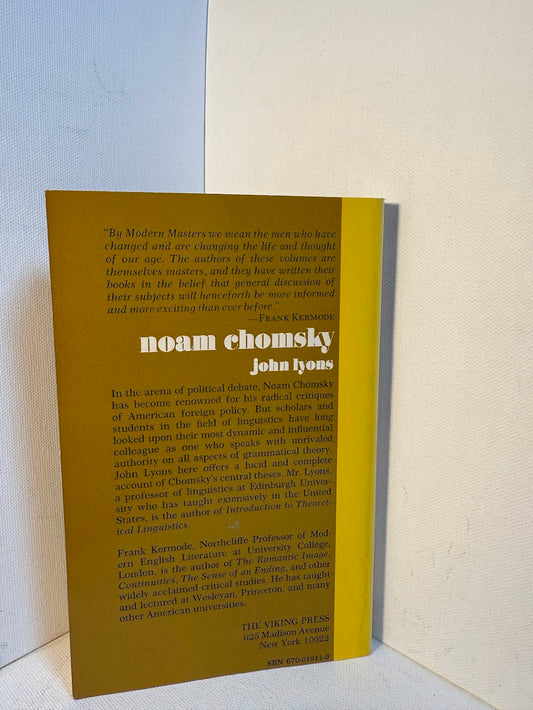 "By Modern Masters we mean the men who have
changed and are changing the life and thought
of our age. The authors of these volumes are
themselves masters, and they have written their
books in the belief that general discussion of
their subjects will henceforth be more informed
and more exciting than ever before."
— FRANK KERMODE
noam chomsky
john lyons
In the arena of political debate, Noam Chomsky
has become renowned for his radical critiques
of American foreign policy. But scholars and
students in the field of linguistics have long
looked upon their most dynamic and influential
colleague as one who speaks with unrivaled
authority on all aspects of grammatical theory.
John Lyons here offers a lucid and complete
account of Chomsky's central theses. Mr. Lyons,
a professor of linguistics at Edinburgh Univer-
sity who has taught extensively in the United
States, is the author of Introduction to Theoret-
ical Linguistics.
Frank Kermode, Northcliffe Professor of Mod-
ern English Literature at University College,
London, is the author of The Romantic Image,
Continuities, The Sense of an Ending, and other
widely acclaimed critical studies. He has taught
and lectured at Wesleyan, Princeton, and many
other American universities.
THE VIKING PRESS
625 Madison Avenue
New York 10022
SBN 670-01911-9